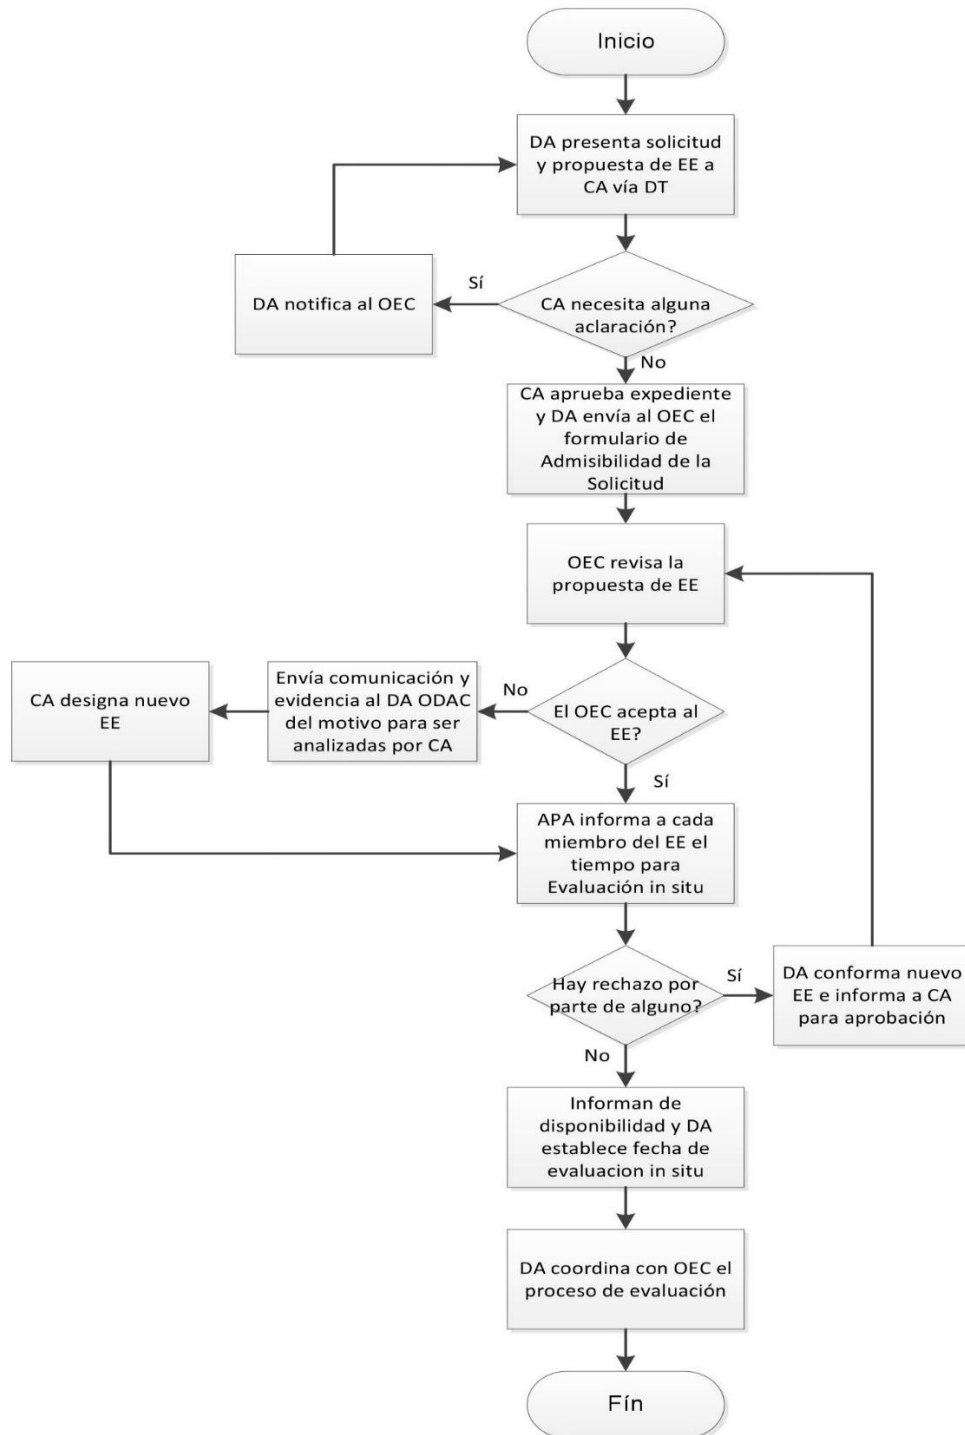 Inicio
DA presenta solicitud
y propuesta de EE a
CA vía DT
Sí
DA notifica al OEC
CA necesita alguna
aclaración?
No
CA aprueba expediente
y DA envía al OEC el
formulario de
Admisibilidad de la
Solicitud
OEC revisa la
propuesta de EE
CA designa nuevo
EE
Envía comunicación y
evidencia al DA ODAC
del motivo para ser
analizadas por CA
No
El OEC acepta al
EE?
Sí
APA informa a cada
miembro del EE el
tiempo para
Evaluación in situ
Hay rechazo por
parte de alguno?
Sí
DA conforma nuevo
EE e informa a CA
para aprobación
No
Informan de
disponibilidad y DA
establece fecha de
evaluacion in situ
DA coordina con OEC el
proceso de evaluación
Fín